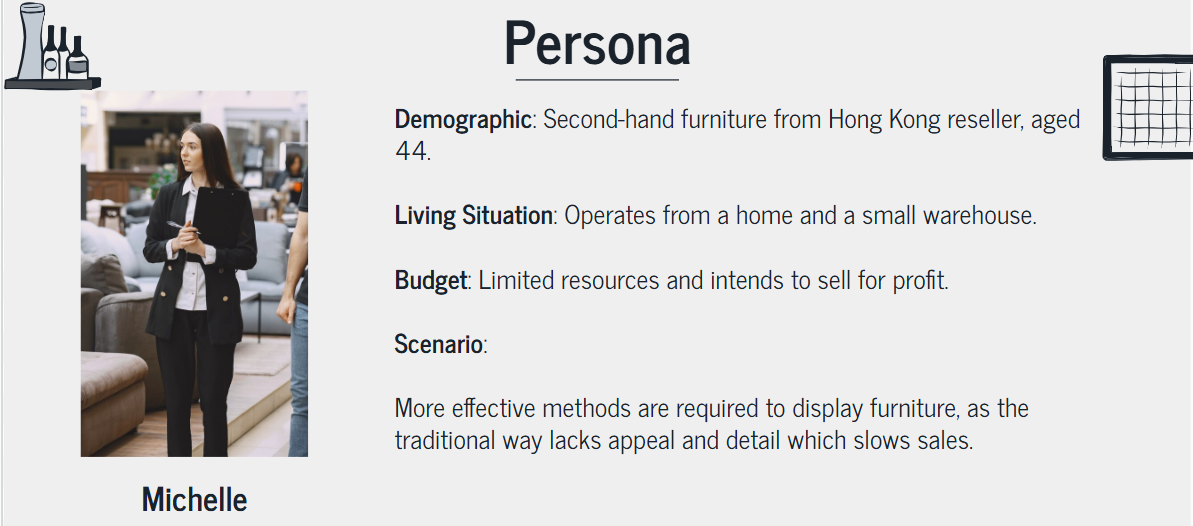 Persona
Demographic: Second-hand furniture from Hong Kong reseller, aged
44.
Living Situation: Operates from a home and a small warehouse.
Budget: Limited resources and intends to sell for profit.
Scenario:
More effective methods are required to display furniture, as the
traditional way lacks appeal and detail which slows sales.
Michelle